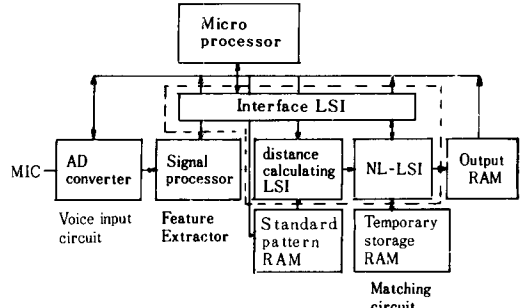 Micro
processor
Interface LSI
MIC
AD
converter
Signal
processor
distance
calculating
LSI
NL-LSI
Output
RAM
Voice input
circuit
Feature
Extractor
Standard
pattern
RAM
Temporary
storage
RAM
Matching
circuit